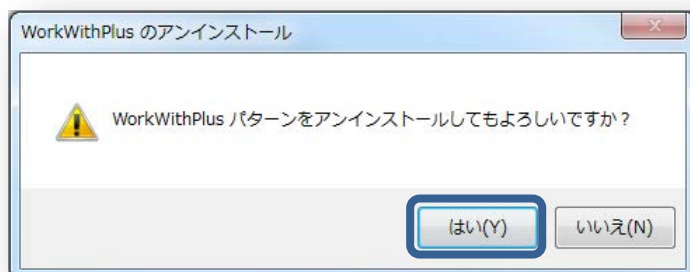 WorkWithPlus のアンインストール
WorkWithPlus パターンをアンインストールしてもよろしいですか？
はい(Y)
いいえ(N)